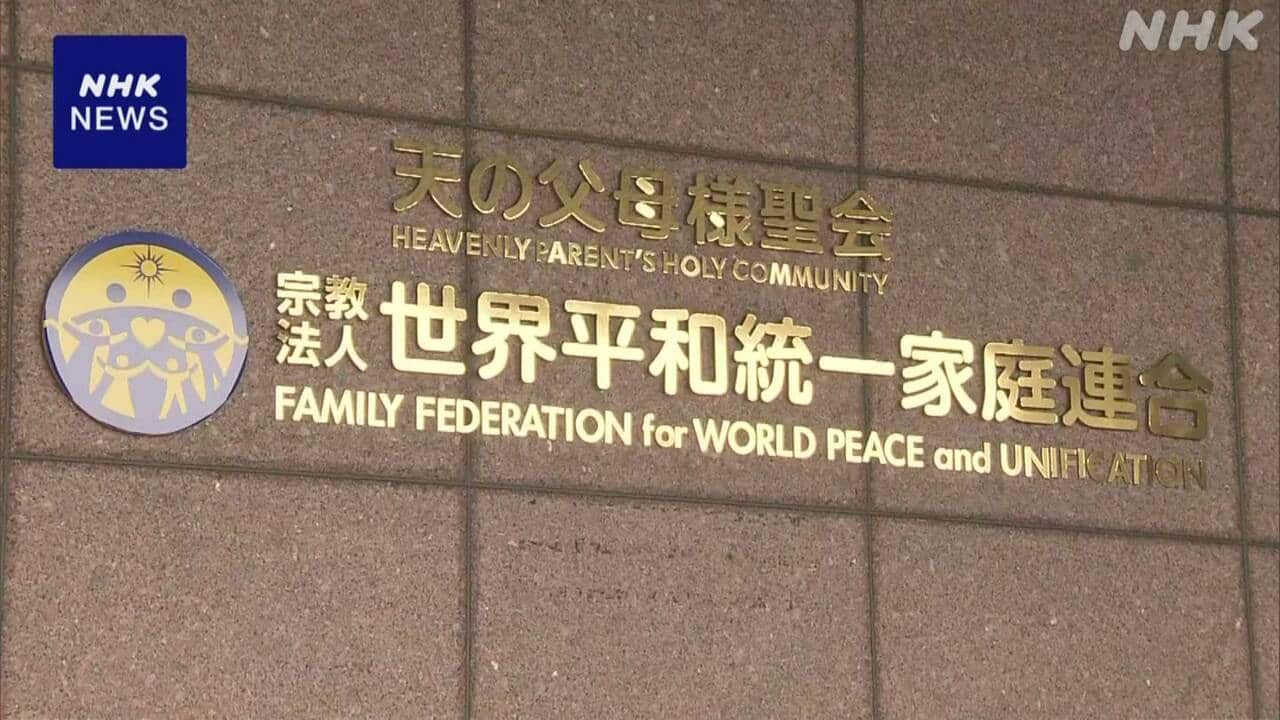 NHK
NHK
NEWS
天の父母様聖会
HEAVENLY PARENT'S HOLY COMMUNITY
宗教
法人
世界平和統一家庭連合
FAMILY FEDERATION for WORLD PEACE and UNIFICATION